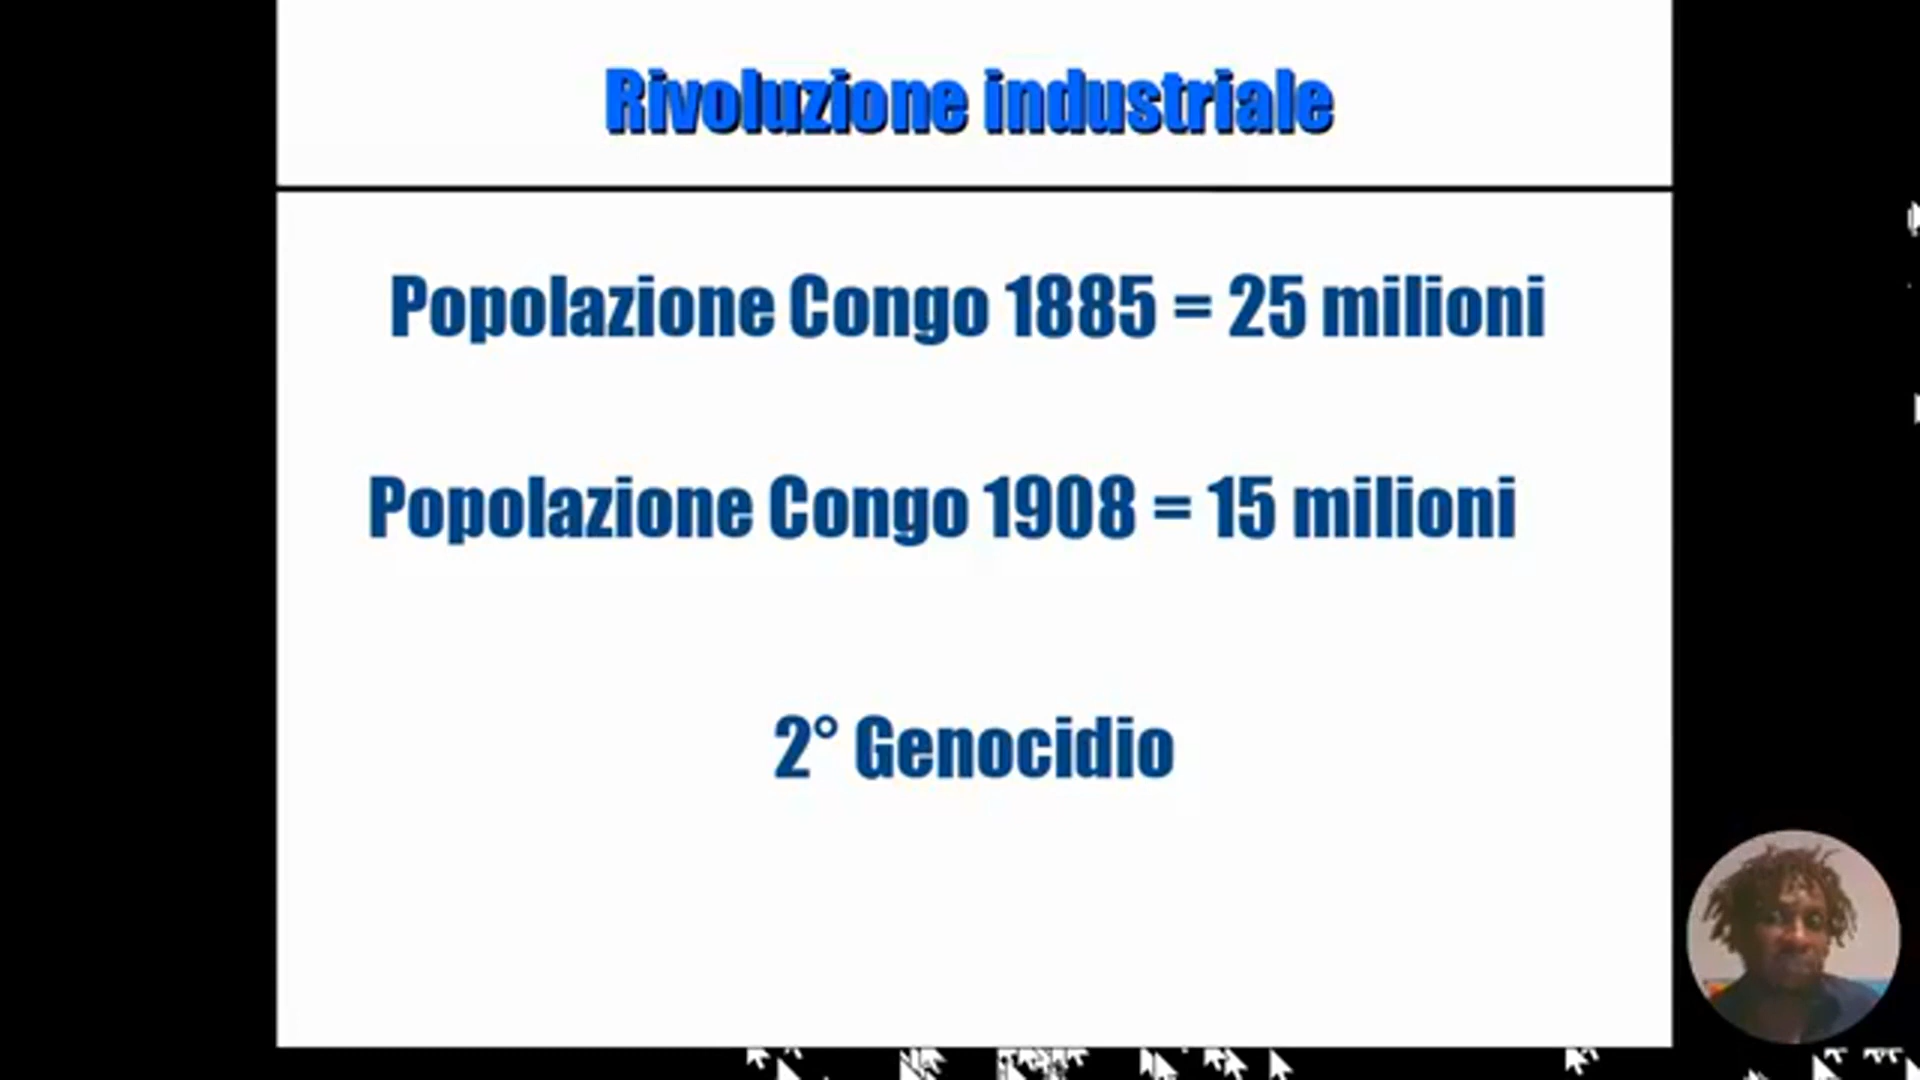 Rivoluzione industriale
Popolazione Congo 1885 = 25 milioni
Popolazione Congo 1908 = 15 milioni
2° Genocidio